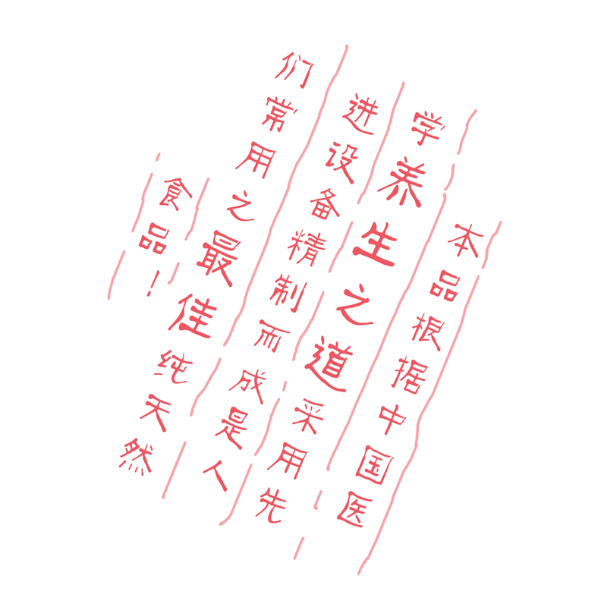 本品根据中国医
学养生之道采用先
进设备精制而成是人
们常用之最佳纯天然
食品！